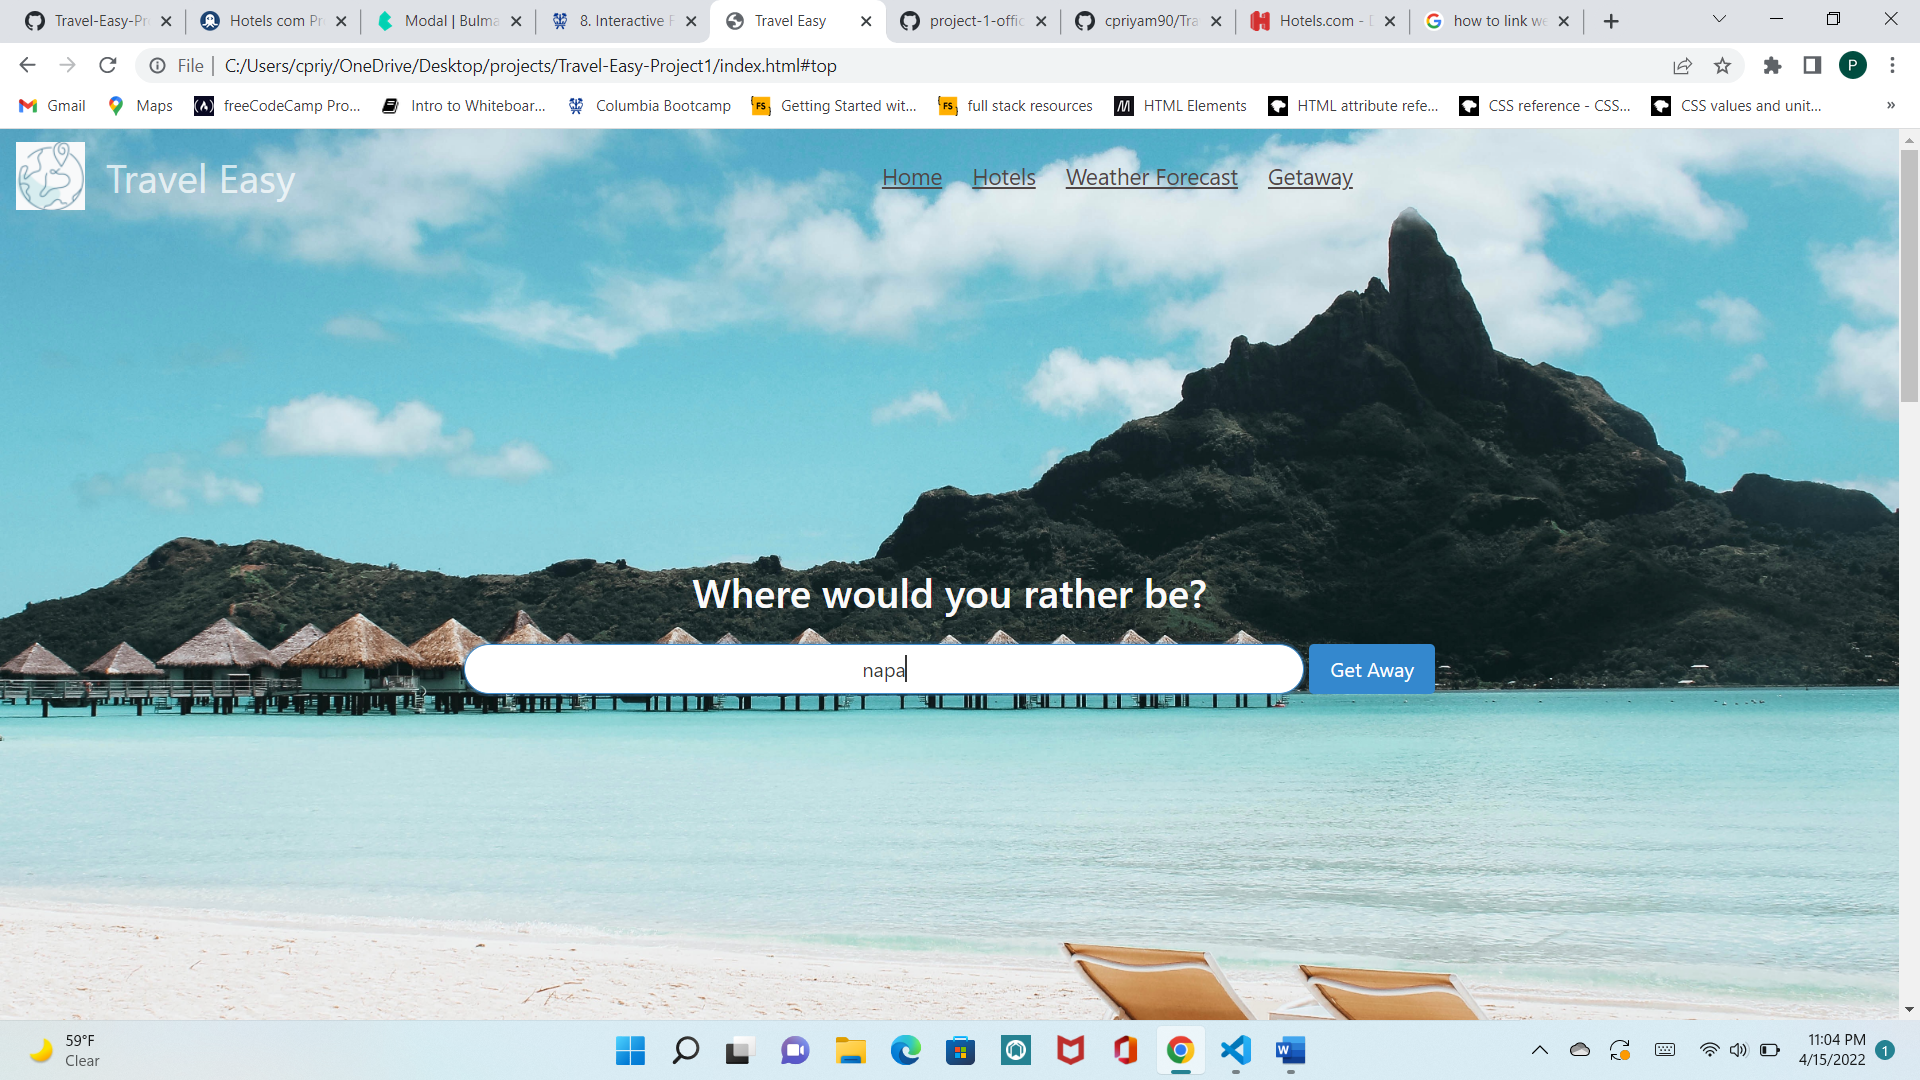 Travel-Easy-Pr
Hotels com Pr
Modal | Bulma
8. Interactive F
Travel Easy
project-1-offic
cpriyam90/Tra
Hotels.com - D
how to link we
File | C:/Users/cpriy/OneDrive/Desktop/projects/Travel-Easy-Project1/index.html#top
P
Gmail
Maps
freeCodeCamp Pro...
Intro to Whiteboar...
Columbia Bootcamp
Getting Started wit...
full stack resources
HTML Elements
HTML attribute refe...
CSS reference - CSS...
CSS values and unit...
»
Travel Easy
Home Hotels Weather Forecast Getaway
Where would you rather be?
napa
Get Away
59°F
Clear
11:04 PM
4/15/2022
1